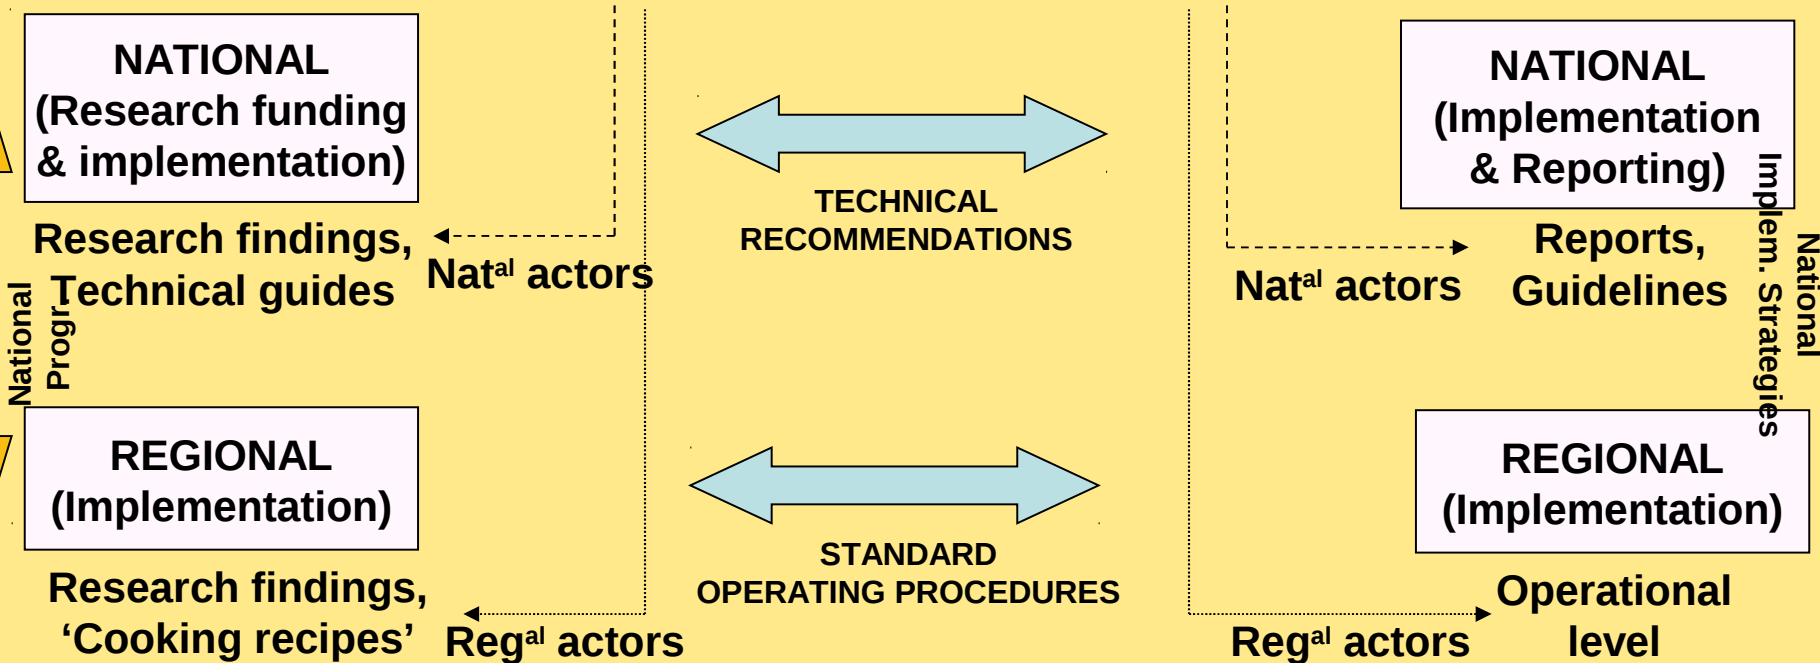 NATIONAL
(Research funding
& implementation)
Research findings,
Technical guides
Natal actors
National
Progr.
TECHNICAL
RECOMMENDATIONS
NATIONAL
(Implementation
& Reporting)
Natal actors
Reports,
Guidelines
National
Implem. Strategies
REGIONAL
(Implementation)
Research findings,
‘Cooking recipes’
Regal actors
STANDARD
OPERATING PROCEDURES
REGIONAL
(Implementation)
Regal actors
Operational
level